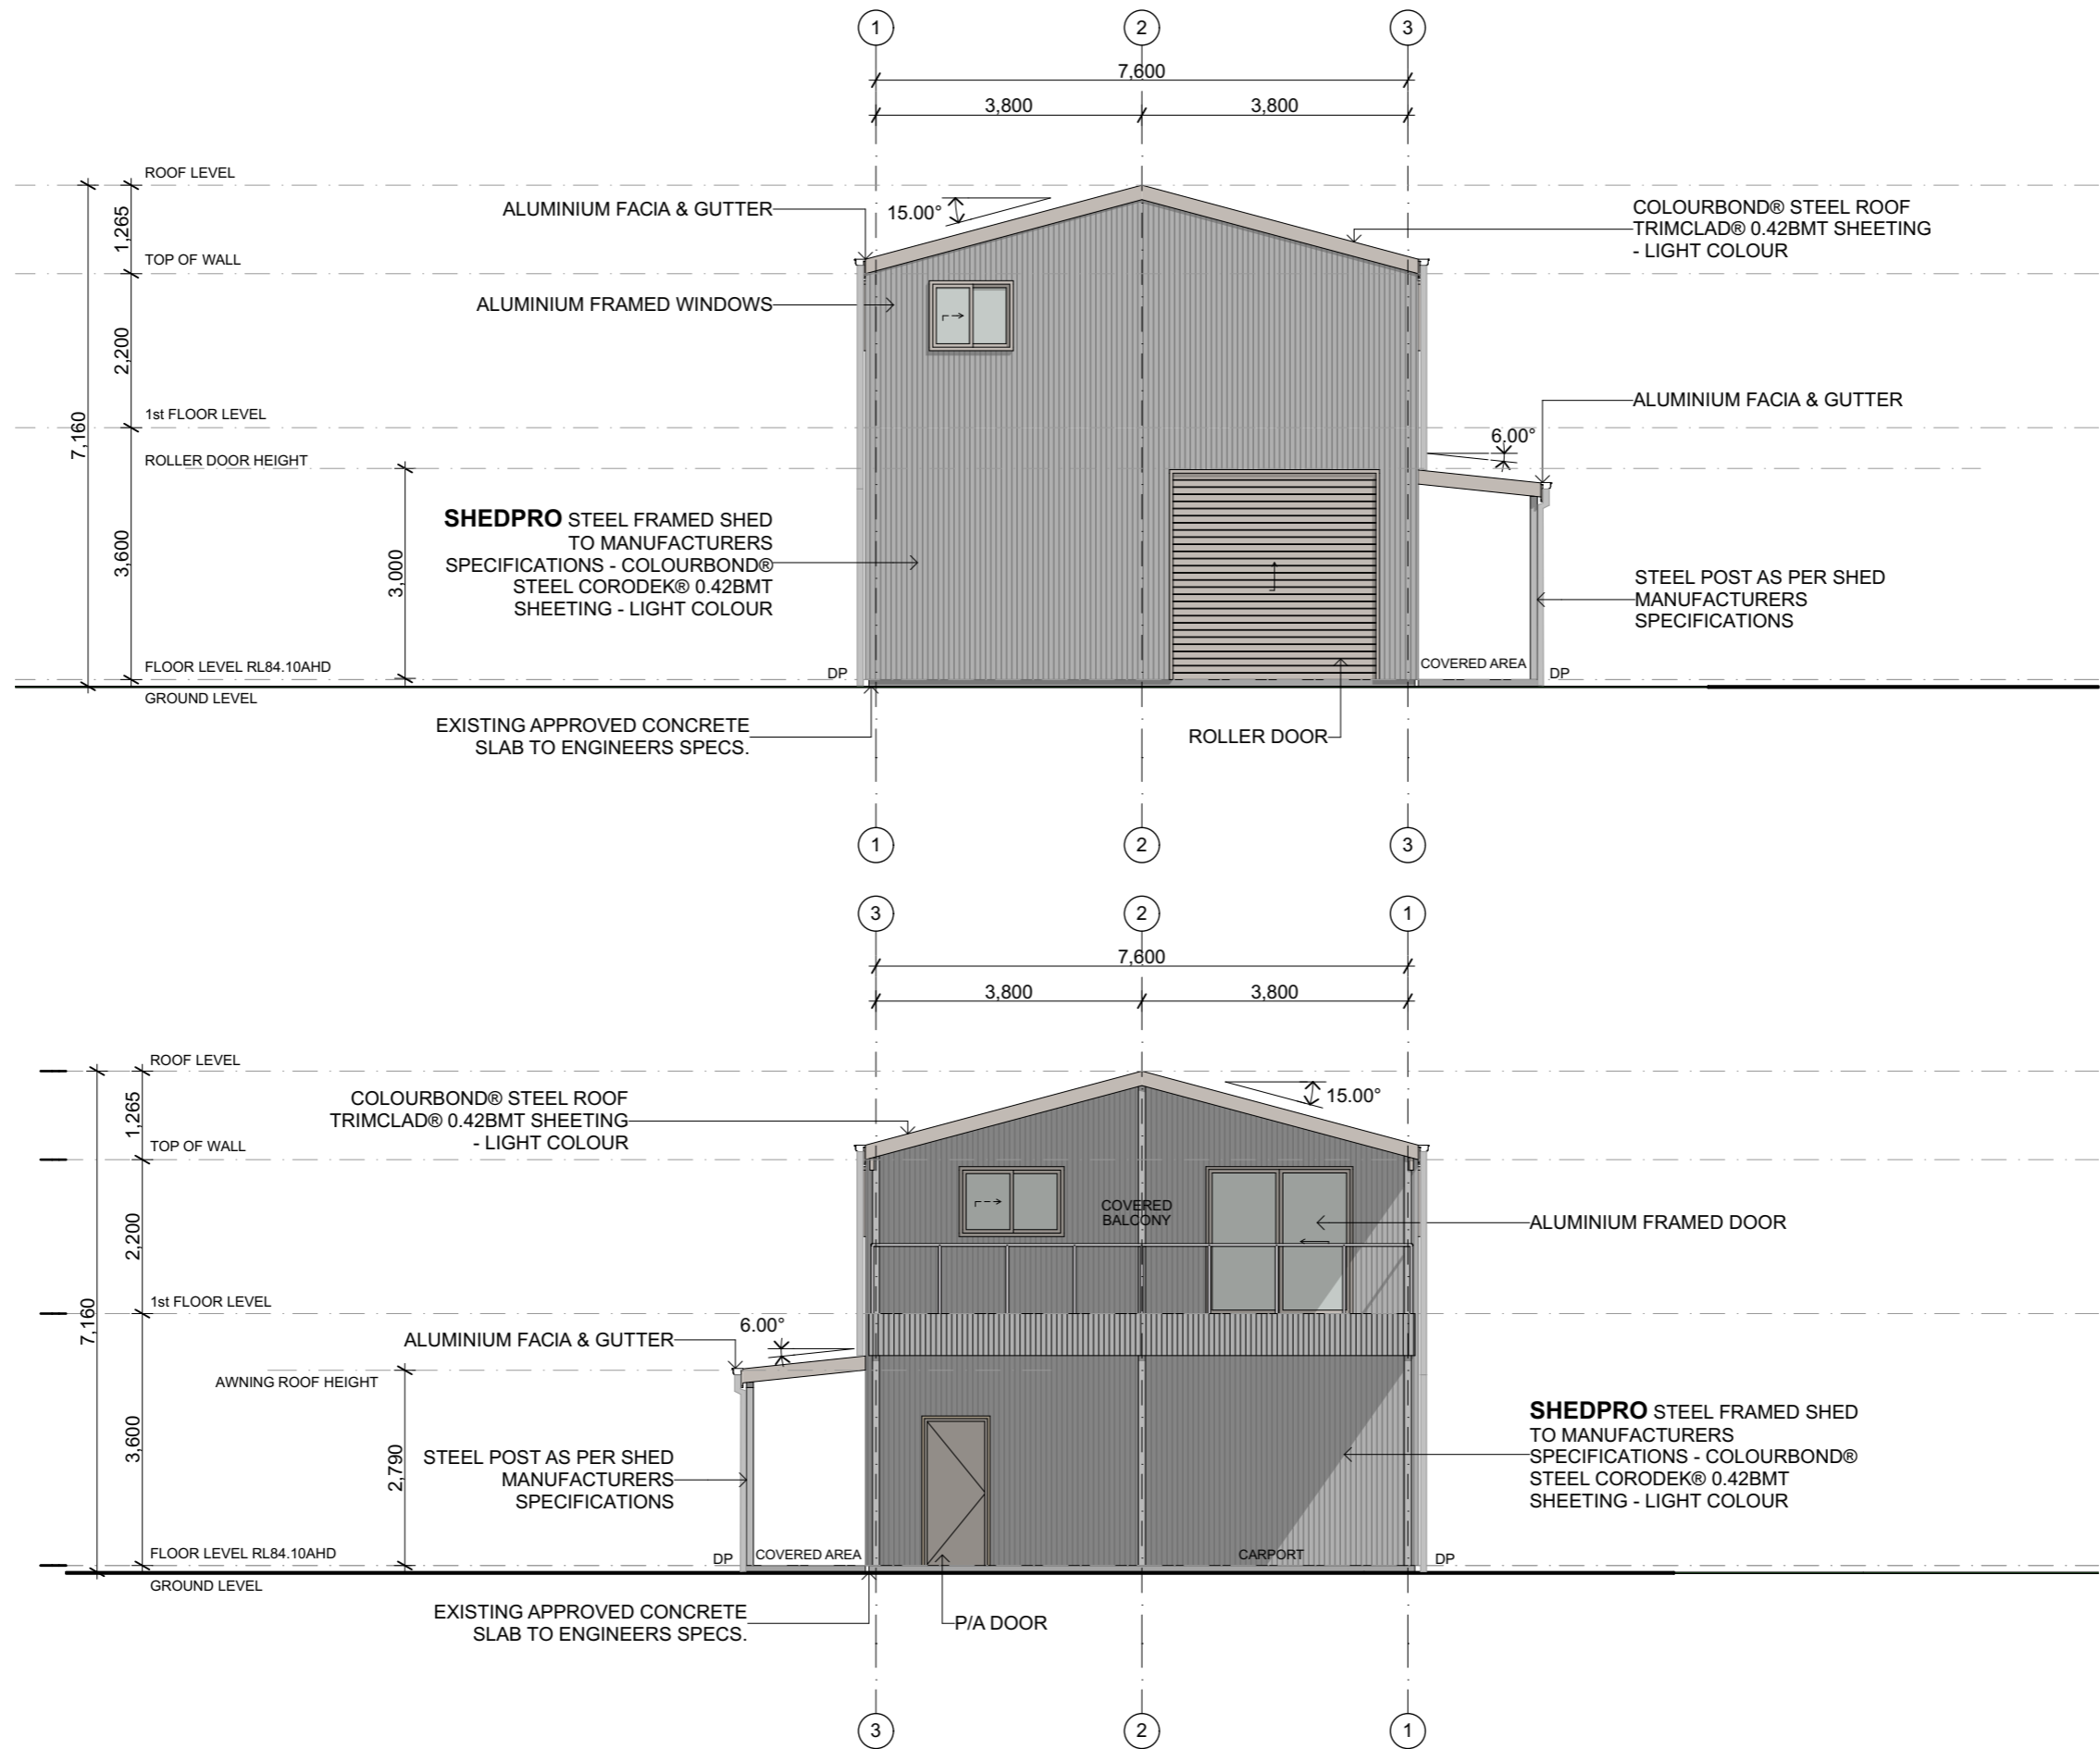 1
2
3
7,600
3,800
3,800
ROOF LEVEL
15.00°
ALUMINIUM FACIA & GUTTER
COLOURBOND® STEEL ROOF
TRIMCLAD® 0.42BMT SHEETING
- LIGHT COLOUR
1,265
TOP OF WALL
ALUMINIUM FRAMED WINDOWS
2,200
7,160
1st FLOOR LEVEL
ALUMINIUM FACIA & GUTTER
6.00°
ROLLER DOOR HEIGHT
SHEDPRO STEEL FRAMED SHED
TO MANUFACTURERS
SPECIFICATIONS - COLOURBOND®
STEEL CORODEK® 0.42BMT
SHEETING - LIGHT COLOUR
3,600
3,000
STEEL POST AS PER SHED
MANUFACTURERS
SPECIFICATIONS
FLOOR LEVEL RL84.10AHD
DP
COVERED AREA
DP
GROUND LEVEL
EXISTING APPROVED CONCRETE
SLAB TO ENGINEERS SPECS.
ROLLER DOOR
1
2
3
3
2
1
7,600
3,800
3,800
ROOF LEVEL
15.00°
COLOURBOND® STEEL ROOF
TRIMCLAD® 0.42BMT SHEETING
- LIGHT COLOUR
1,265
TOP OF WALL
COVERED
BALCONY
ALUMINIUM FRAMED DOOR
2,200
7,160
1st FLOOR LEVEL
6.00°
ALUMINIUM FACIA & GUTTER
AWNING ROOF HEIGHT
SHEDPRO STEEL FRAMED SHED
TO MANUFACTURERS
SPECIFICATIONS - COLOURBOND®
STEEL CORODEK® 0.42BMT
SHEETING - LIGHT COLOUR
3,600
2,790
STEEL POST AS PER SHED
MANUFACTURERS
SPECIFICATIONS
FLOOR LEVEL RL84.10AHD
DP
COVERED AREA
CARPORT
DP
GROUND LEVEL
EXISTING APPROVED CONCRETE
SLAB TO ENGINEERS SPECS.
P/A DOOR
3
2
1